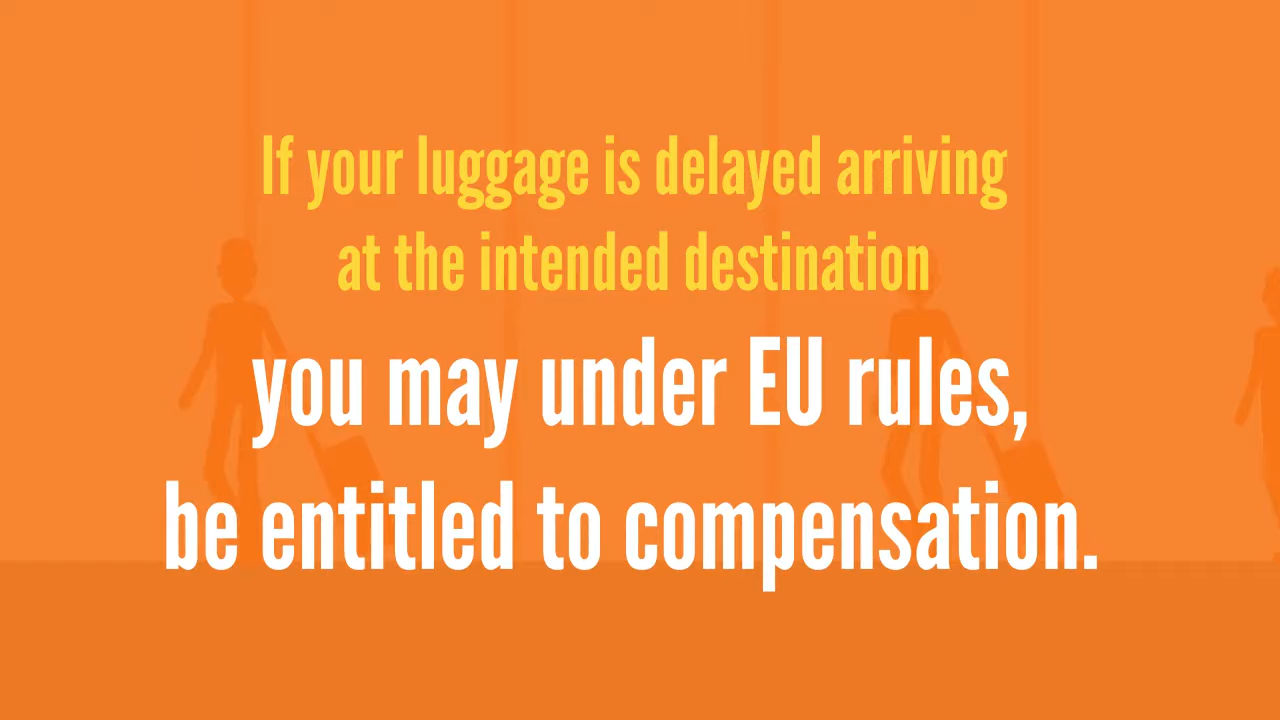 If your luggage is delayed arriving
at the intended destination
you may under EU rules,
be entitled to compensation.